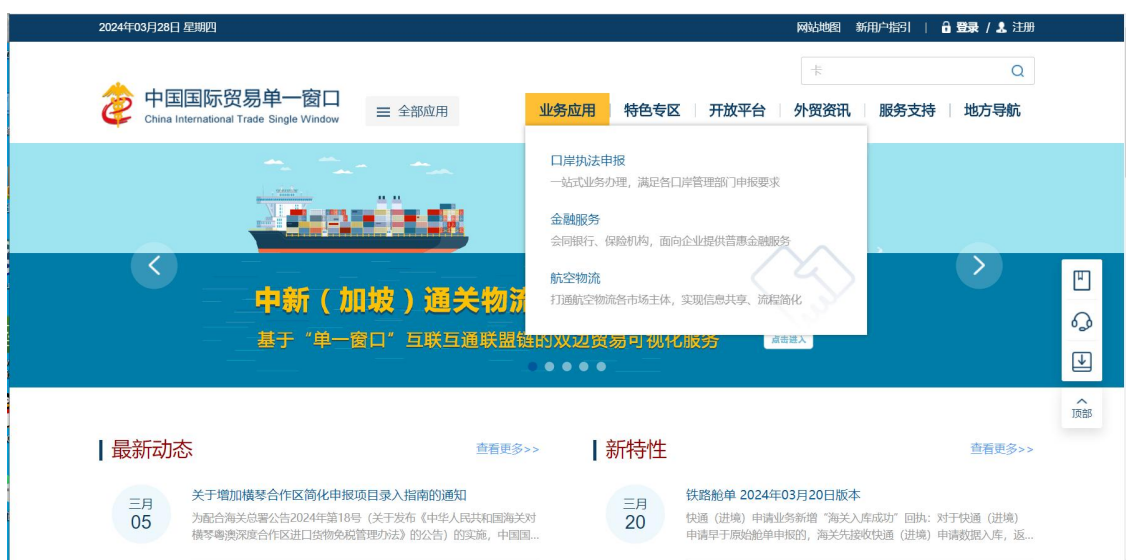 2024年03月28日 星期四
网站地图 新用户指引 | 登录 / 注册
卡
中国国际贸易单一窗口
China International Trade Single Window
全部应用
业务应用 | 特色专区 | 开放平台 | 外贸资讯 | 服务支持 | 地方导航
口岸执法申报
一站式业务办理，满足各口岸管理部门申报要求
金融服务
会同银行、保险机构，面向企业提供普惠金融服务
航空物流
打通航空物流各市场主体，实现信息共享、流程简化
中新（加坡）通关物流
基于“单一窗口”互联互通联盟链的双边贸易可视化服务
点击进入
顶部
最新动态
查看更多>>
三月
05
关于增加横琴合作区简化申报项目录入指南的通知
为配合海关总署公告2024年第18号（关于发布《中华人民共和国海关对
横琴粤澳深度合作区进口货物免税管理办法》的公告）的实施，中国国...
新特性
查看更多>>
三月
20
铁路舱单 2024年03月20日版本
快通（进境）申请业务新增“海关入库成功”回执：对于快通（进境）
申请早于原始舱单申报的，海关先接收快通（进境）申请数据入库，返...